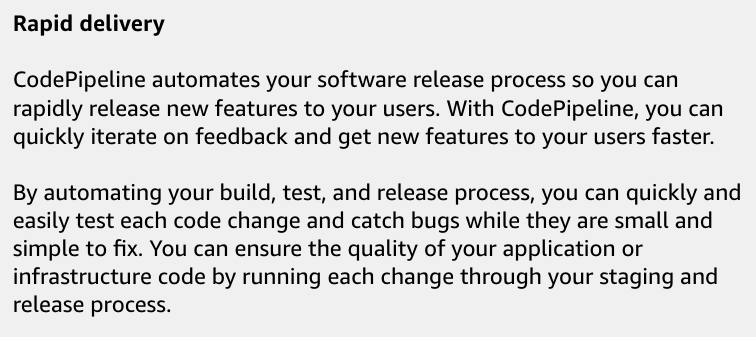 Rapid delivery
CodePipeline automates your software release process so you can
rapidly release new features to your users. With CodePipeline, you can
quickly iterate on feedback and get new features to your users faster.
By automating your build, test, and release process, you can quickly and
easily test each code change and catch bugs while they are small and
simple to fix. You can ensure the quality of your application or
infrastructure code by running each change through your staging and
release process.